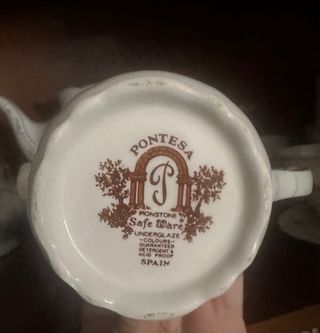 PONTESA
P
IRONSTONE
Safe Ware
UNDERGLAZE
-COLOURS-
GUARANTEED
DETERGENT &
ACID PROOF
SPAIN